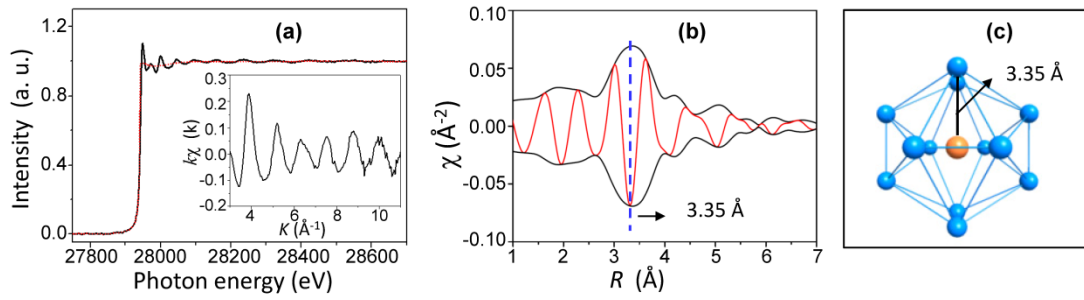 (a)
Intensity (a. u.)
1.2
0.8
0.4
0.0
27800 28000 28200 28400 28600
Photon energy (eV)
kχ (k)
0.3
0.2
0.1
0.0
-0.1
-0.2
4 6 8 10
K (Å-1)
(b)
χ (Å-2)
0.10
0.05
0.00
-0.05
-0.10
3.35 Å
1 2 3 4 5 6 7
R (Å)
(c)
3.35 Å